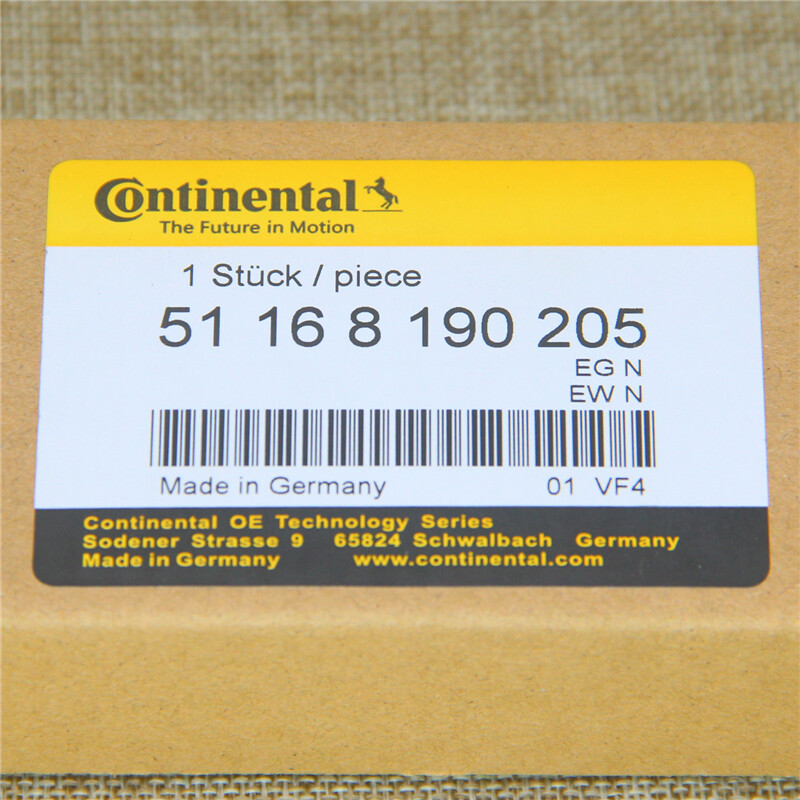 Continental
The Future in Motion
1 Stück / piece
51 16 8 190 205
EG N
EW N
Made in Germany 01 VF4
Continental OE Technology Series
Sodener Strasse 9 65824 Schwalbach Germany
Made in Germany www.continental.com